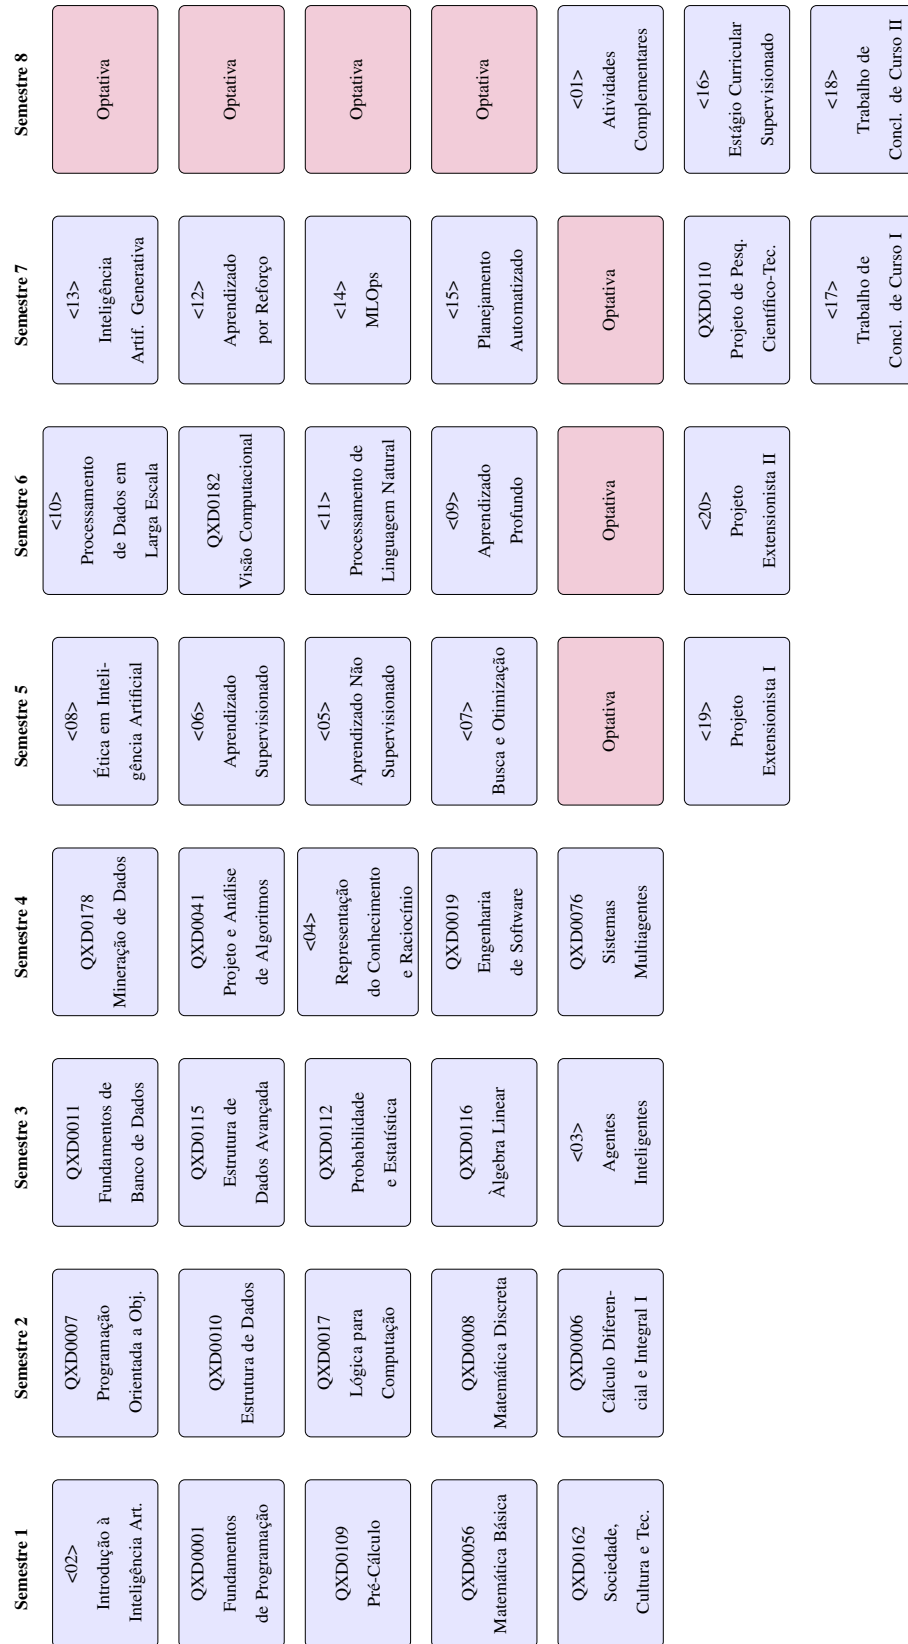 Semestre 1
<02>
Introdução à
Inteligência Art.
QXD0001
Fundamentos
de Programação
QXD0109
Pré-Cálculo
QXD0056
Matemática Básica
QXD0162
Sociedade,
Cultura e Tec.
Semestre 2
QXD0007
Programação
Orientada a Obj.
QXD0010
Estrutura de Dados
QXD0017
Lógica para
Computação
QXD0008
Matemática Discreta
QXD0006
Cálculo Diferen-
cial e Integral I
Semestre 3
QXD0011
Fundamentos de
Banco de Dados
QXD0115
Estrutura de
Dados Avançada
QXD0112
Probabilidade
e Estatística
QXD0116
Àlgebra Linear
<03>
Agentes
Inteligentes
Semestre 4
QXD0178
Mineração de Dados
QXD0041
Projeto e Análise
de Algoritmos
<04>
Representação
do Conhecimento
e Raciocínio
QXD0019
Engenharia
de Software
QXD0076
Sistemas
Multiagentes
Semestre 5
<08>
Ética em Inteli-
gência Artificial
<06>
Aprendizado
Supervisionado
<05>
Aprendizado Não
Supervisionado
<07>
Busca e Otimização
Optativa
<19>
Projeto
Extensionista I
Semestre 6
<10>
Processamento
de Dados em
Larga Escala
QXD0182
Visão Computacional
<11>
Processamento de
Linguagem Natural
<09>
Aprendizado
Profundo
Optativa
<20>
Projeto
Extensionista II
Semestre 7
<13>
Inteligência
Artif. Generativa
<12>
Aprendizado
por Reforço
<14>
MLOps
<15>
Planejamento
Automatizado
Optativa
QXD0110
Projeto de Pesq.
Científico-Tec.
<17>
Trabalho de
Concl. de Curso I
Semestre 8
Optativa
Optativa
Optativa
Optativa
<01>
Atividades
Complementares
<16>
Estágio Curricular
Supervisionado
<18>
Trabalho de
Concl. de Curso II